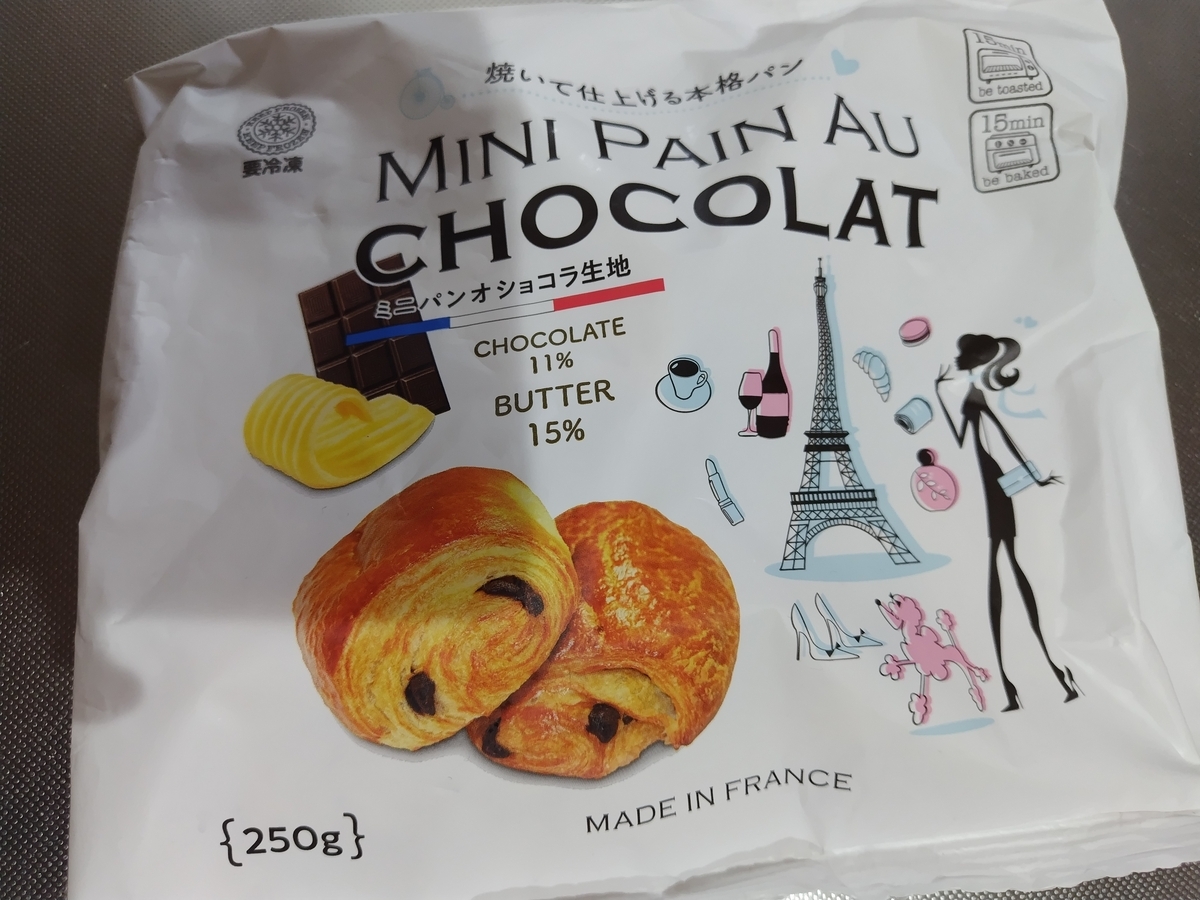 焼いて仕上げる本格パン
MINI PAIN AU
CHOCOLAT
ミニパンオショコラ生地
要冷凍
15min
be toasted
15min
be baked
CHOCOLATE
11%
BUTTER
15%
MADE IN FRANCE
{250g}